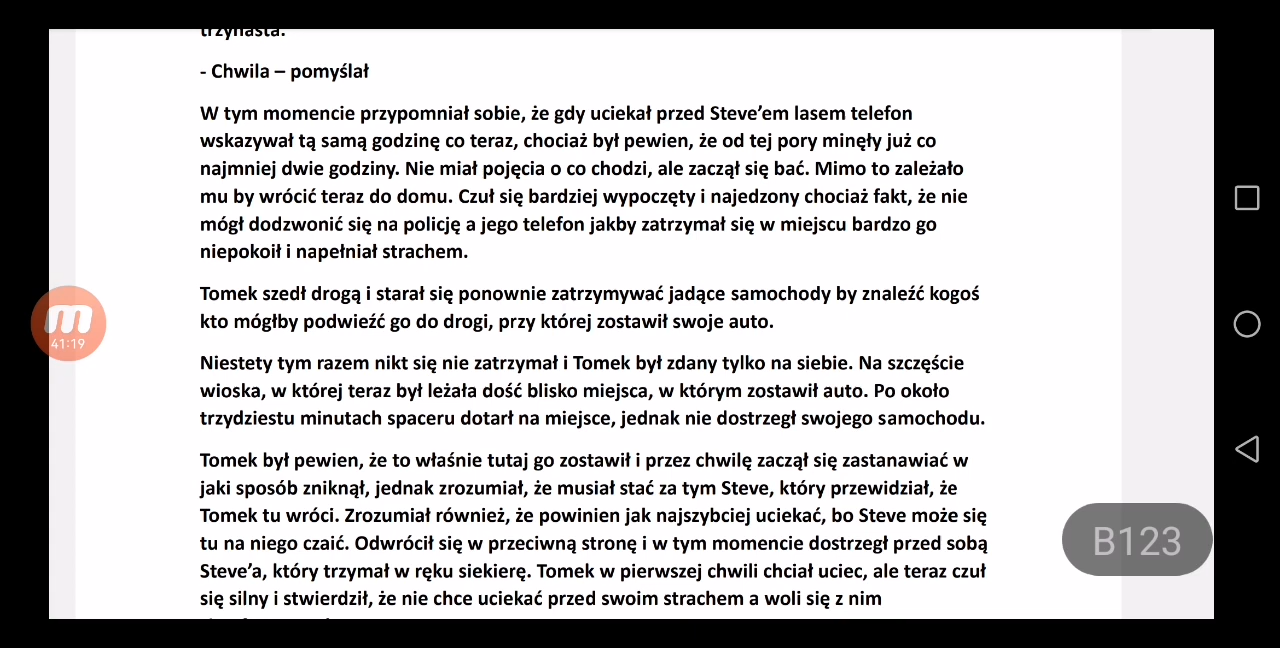 trzynasta.
- Chwila – pomyślał
W tym momencie przypomniał sobie, że gdy uciekał przed Steve’em lasem telefon
wskazywał tą samą godzinę co teraz, chociaż był pewien, że od tej pory minęły już co
najmniej dwie godziny. Nie miał pojęcia o co chodzi, ale zaczął się bać. Mimo to zależało
mu by wrócić teraz do domu. Czuł się bardziej wypoczęty i najedzony chociaż fakt, że nie
mógł dodzwonić się na policję a jego telefon jakby zatrzymał się w miejscu bardzo go
niepokoił i napełniał strachem.
Tomek szedł drogą i starał się ponownie zatrzymywać jadące samochody by znaleźć kogoś
kto mógłby podwieźć go do drogi, przy której zostawił swoje auto.
Niestety tym razem nikt się nie zatrzymał i Tomek był zdany tylko na siebie. Na szczęście
wioska, w której teraz był leżała dość blisko miejsca, w którym zostawił auto. Po około
trzydziestu minutach spaceru dotarł na miejsce, jednak nie dostrzegł swojego samochodu.
Tomek był pewien, że to właśnie tutaj go zostawił i przez chwilę zaczął się zastanawiać w
jaki sposób zniknął, jednak zrozumiał, że musiał stać za tym Steve, który przewidział, że
Tomek tu wróci. Zrozumiał również, że powinien jak najszybciej uciekać, bo Steve może się
tu na niego czaić. Odwrócił się w przeciwną stronę i w tym momencie dostrzegł przed sobą
Steve’a, który trzymał w ręku siekierę. Tomek w pierwszej chwili chciał uciec, ale teraz czuł
się silny i stwierdził, że nie chce uciekać przed swoim strachem a woli się z nim
41:19
B123